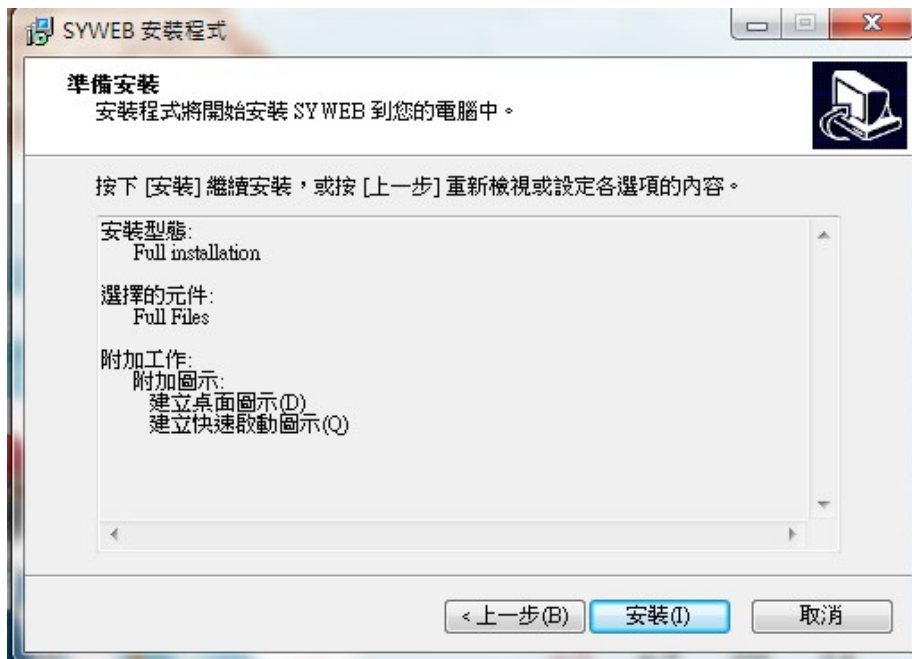 SYWEB 安裝程式
準備安裝
安裝程式將開始安裝 SYWEB 到您的電腦中。
按下 [安裝] 繼續安裝，或按 [上一步] 重新檢視或設定各選項的內容。
安裝型態:
Full installation
選擇的元件:
Full Files
附加工作:
附加圖示:
建立桌面圖示(D)
建立快速啟動圖示(Q)
<上一步(B)
安裝(I)
取消